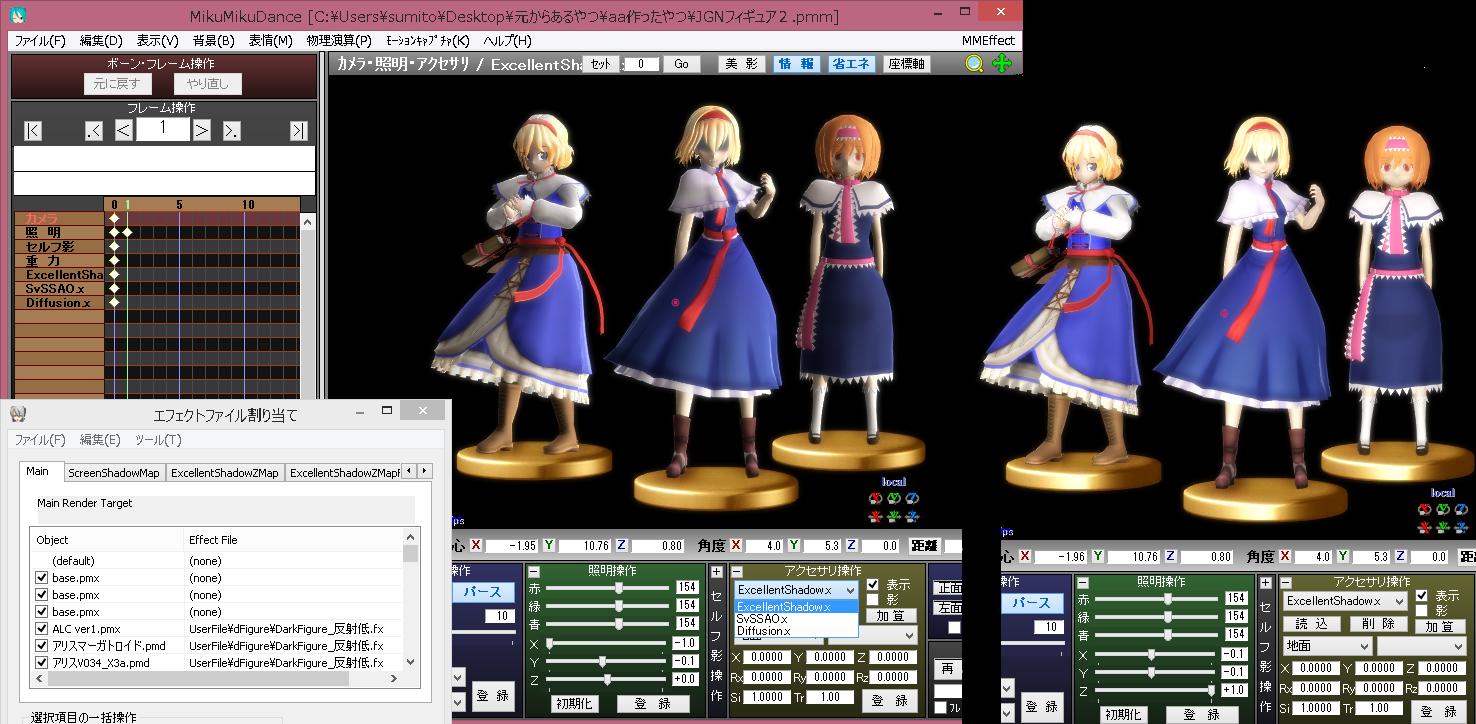 MikuMikuDance [C:¥Users¥sumito¥Desktop¥元からあるやつ¥aa作ったやつ¥JGNフィギュア2.pmm]
ファイル(F) 編集(D) 表示(V) 背景(B) 表情(M) 物理演算(P) モーションキャプチャ(K) ヘルプ(H) MMEffect
ボーン・フレーム操作
元に戻す やり直し
フレーム操作
|< .< < 1 > >. >|
0 1 5 10
カメラ
照 明
セルフ影
重 力
ExcellentSha
SvSSAO.x
Diffusion.x
カメラ・照明・アクセサリ / ExcellentSha セット 0 Go 美 影 情 報 省エネ 座標軸
local
fps
心 X -1.95 Y 10.76 Z 0.80 角度 X 4.0 Y 5.3 Z 0.0 距離
操作
パース
10
登 録
照明操作
赤 154
緑 154
青 154
X -1.0
Y -0.1
Z +0.0
初期化 登 録
セルフ影操作
アクセサリ操作
ExcellentShadow.x 表示
影
ExcellentShadow.x
SvSSAO.x
Diffusion.x
加 算
X 0.0000 Y 0.0000 Z 0.0000
Rx 0.0000 Ry 0.0000 Rz 0.0000
Si 1.0000 Tr 1.00 登 録
正面
左面
再
フレ
エフェクトファイル割り当て
ファイル(F) 編集(E) ツール(T)
Main ScreenShadowMap ExcellentShadowZMap ExcellentShadowZMapF
Main Render Target
Object Effect File
(default) (none)
base.pmx (none)
base.pmx (none)
base.pmx (none)
ALC ver1.pmx UserFile¥dFigure¥DarkFigure_反射低.fx
アリスマーガトロイド.pmd UserFile¥dFigure¥DarkFigure_反射低.fx
アリスV034_X3a.pmd UserFile¥dFigure¥DarkFigure_反射低.fx
選択項目の一括操作
local
fps
心 X -1.96 Y 10.76 Z 0.80 角度 X 4.0 Y 5.3 Z 0.0 距
操作
パース
10
登 録
照明操作
赤 154
緑 154
青 154
X -0.1
Y -0.1
Z +1.0
初期化 登 録
セルフ影操作
アクセサリ操作
ExcellentShadow.x 表示
影
読 込 削 除 加 算
地面
X 0.0000 Y 0.0000 Z 0.0000
Rx 0.0000 Ry 0.0000 Rz 0.0000
Si 1.0000 Tr 1.00 登 録